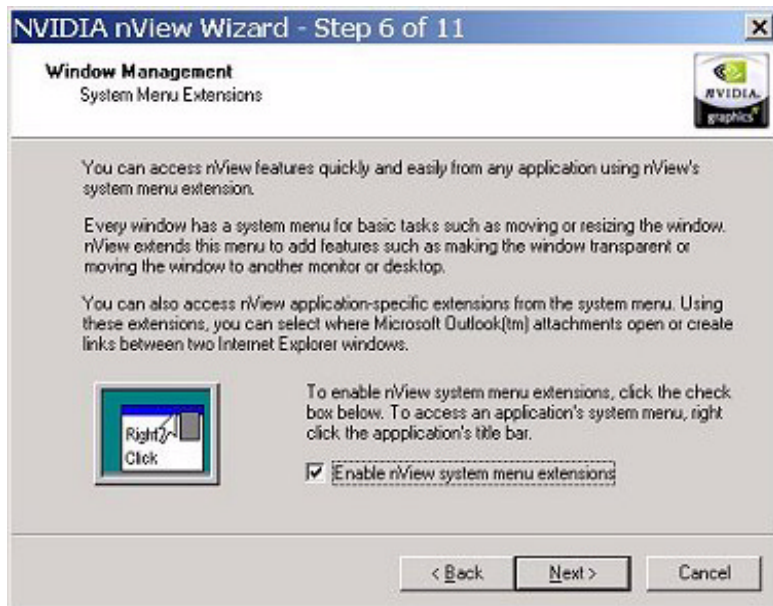 NVIDIA nView Wizard - Step 6 of 11
Window Management
System Menu Extensions
NVIDIA.
graphics
You can access nView features quickly and easily from any application using nView's
system menu extension.
Every window has a system menu for basic tasks such as moving or resizing the window.
nView extends this menu to add features such as making the window transparent or
moving the window to another monitor or desktop.
You can also access nView application-specific extensions from the system menu. Using
these extensions, you can select where Microsoft Outlook(tm) attachments open or create
links between two Internet Explorer windows.
Right
Click
To enable nView system menu extensions, click the check
box below. To access an application's system menu, right
click the appplication's title bar.
Enable nView system menu extensions
< Back
Next >
Cancel